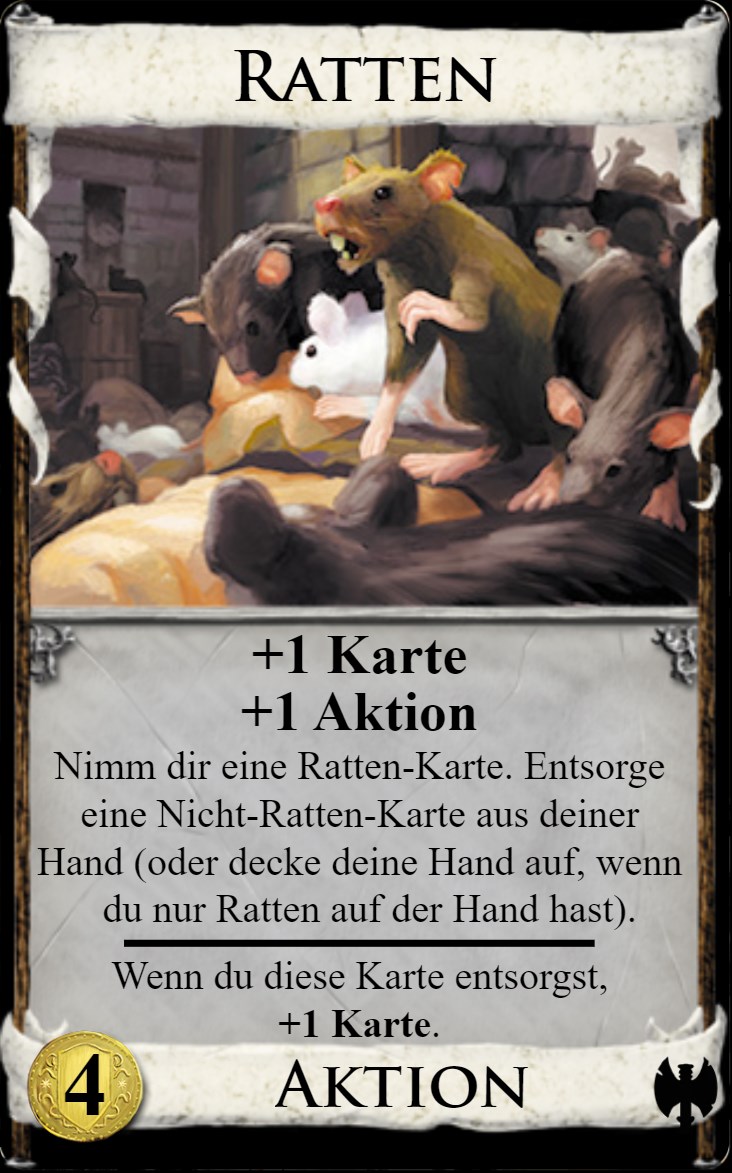 RATTEN
+1 Karte
+1 Aktion
Nimm dir eine Ratten-Karte. Entsorge
eine Nicht-Ratten-Karte aus deiner
Hand (oder decke deine Hand auf, wenn
du nur Ratten auf der Hand hast).
Wenn du diese Karte entsorgst,
+1 Karte.
4
AKTION